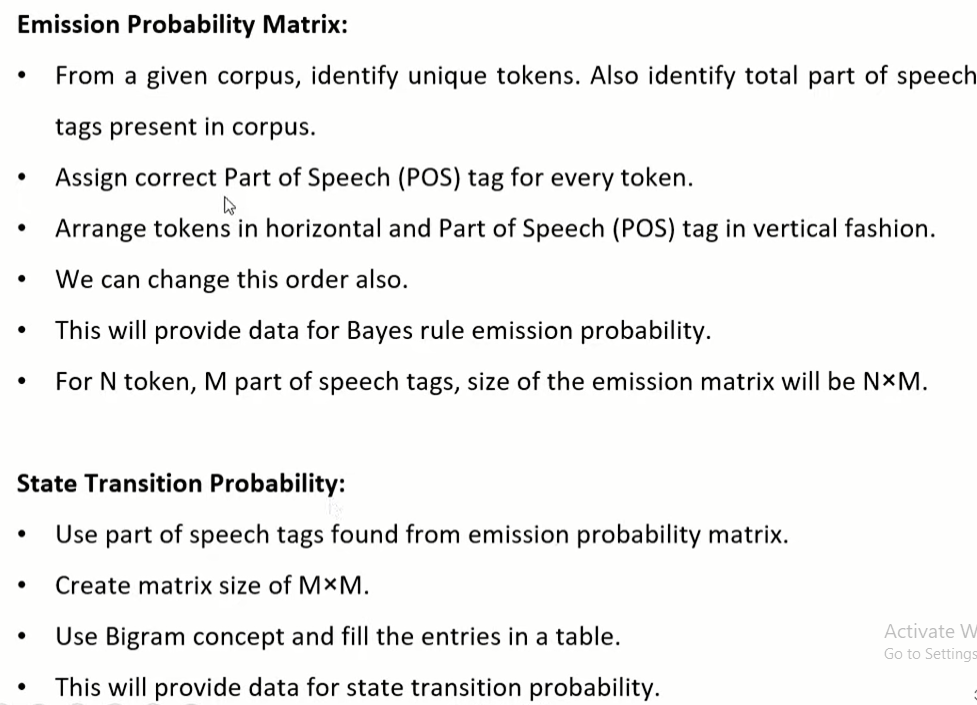 Emission Probability Matrix:
• From a given corpus, identify unique tokens. Also identify total part of speech
tags present in corpus.
• Assign correct Part of Speech (POS) tag for every token.
• Arrange tokens in horizontal and Part of Speech (POS) tag in vertical fashion.
• We can change this order also.
• This will provide data for Bayes rule emission probability.
• For N token, M part of speech tags, size of the emission matrix will be N×M.
State Transition Probability:
• Use part of speech tags found from emission probability matrix.
• Create matrix size of M×M.
• Use Bigram concept and fill the entries in a table.
Activate W
Go to Settings
• This will provide data for state transition probability.